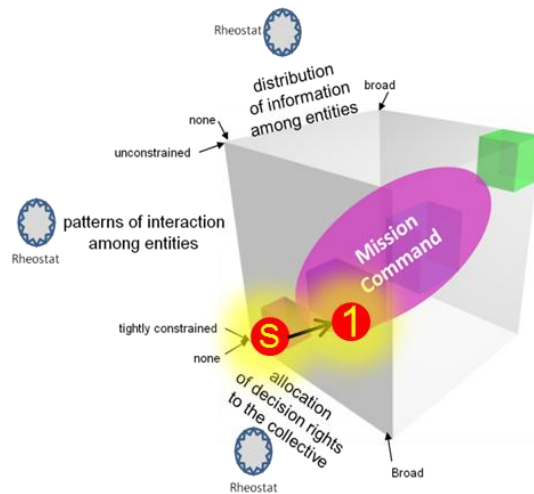 Rheostat
distribution
of information
among entities
broad
none
unconstrained
Rheostat
patterns of interaction
among entities
Mission
Command
tightly constrained
none
S
1
allocation
of decision rights
to the collective
Rheostat
Broad